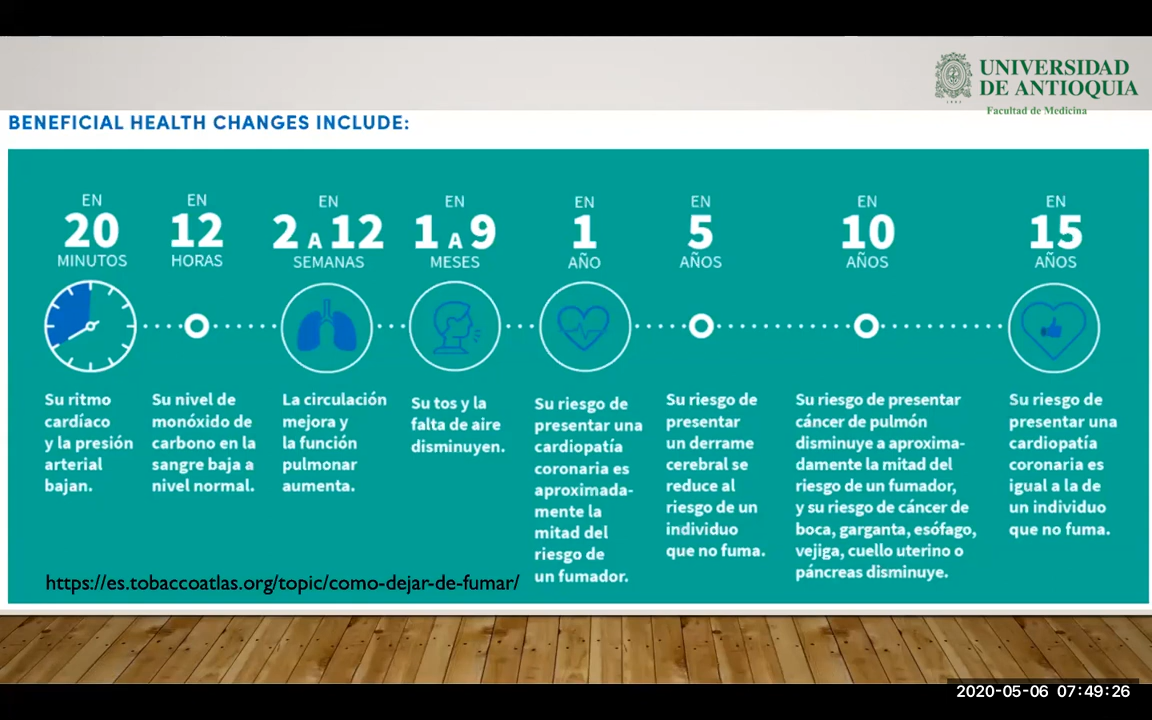 UNIVERSIDAD
DE ANTIOQUIA
1803
Facultad de Medicina
BENEFICIAL HEALTH CHANGES INCLUDE:
EN
20
MINUTOS
Su ritmo
cardíaco
y la presión
arterial
bajan.
EN
12
HORAS
Su nivel de
monóxido de
carbono en la
sangre baja a
nivel normal.
EN
2 A 12
SEMANAS
La circulación
mejora y
la función
pulmonar
aumenta.
EN
1 A 9
MESES
Su tos y la
falta de aire
disminuyen.
EN
1
AÑO
Su riesgo de
presentar una
cardiopatía
coronaria es
aproximada-
mente la
mitad del
riesgo de
un fumador.
EN
5
AÑOS
Su riesgo de
presentar
un derrame
cerebral se
reduce al
riesgo de un
individuo
que no fuma.
EN
10
AÑOS
Su riesgo de presentar
cáncer de pulmón
disminuye a aproxima-
damente la mitad del
riesgo de un fumador,
y su riesgo de cáncer de
boca, garganta, esófago,
vejiga, cuello uterino o
páncreas disminuye.
EN
15
AÑOS
Su riesgo de
presentar una
cardiopatía
coronaria es
igual a la de
un individuo
que no fuma.
https://es.tobaccoatlas.org/topic/como-dejar-de-fumar/
2020-05-06 07:49:26